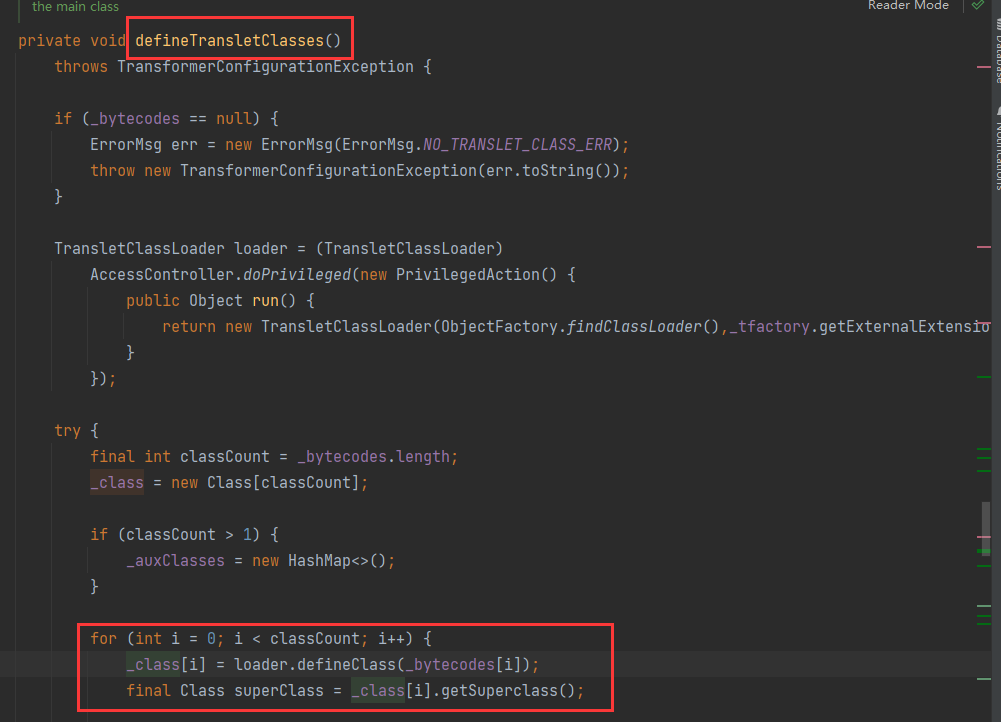 the main class
Reader Mode
private void defineTransletClasses()
throws TransformerConfigurationException {
if (_bytecodes == null) {
ErrorMsg err = new ErrorMsg(ErrorMsg.NO_TRANSLET_CLASS_ERR);
throw new TransformerConfigurationException(err.toString());
}
TransletClassLoader loader = (TransletClassLoader)
AccessController.doPrivileged(new PrivilegedAction() {
public Object run() {
return new TransletClassLoader(ObjectFactory.findClassLoader(),_tfactory.getExternalExtensio
}
});
try {
final int classCount = _bytecodes.length;
_class = new Class[classCount];
if (classCount > 1) {
_auxClasses = new HashMap<>();
}
for (int i = 0; i < classCount; i++) {
_class[i] = loader.defineClass(_bytecodes[i]);
final Class superClass = _class[i].getSuperclass();
Database
Notifications